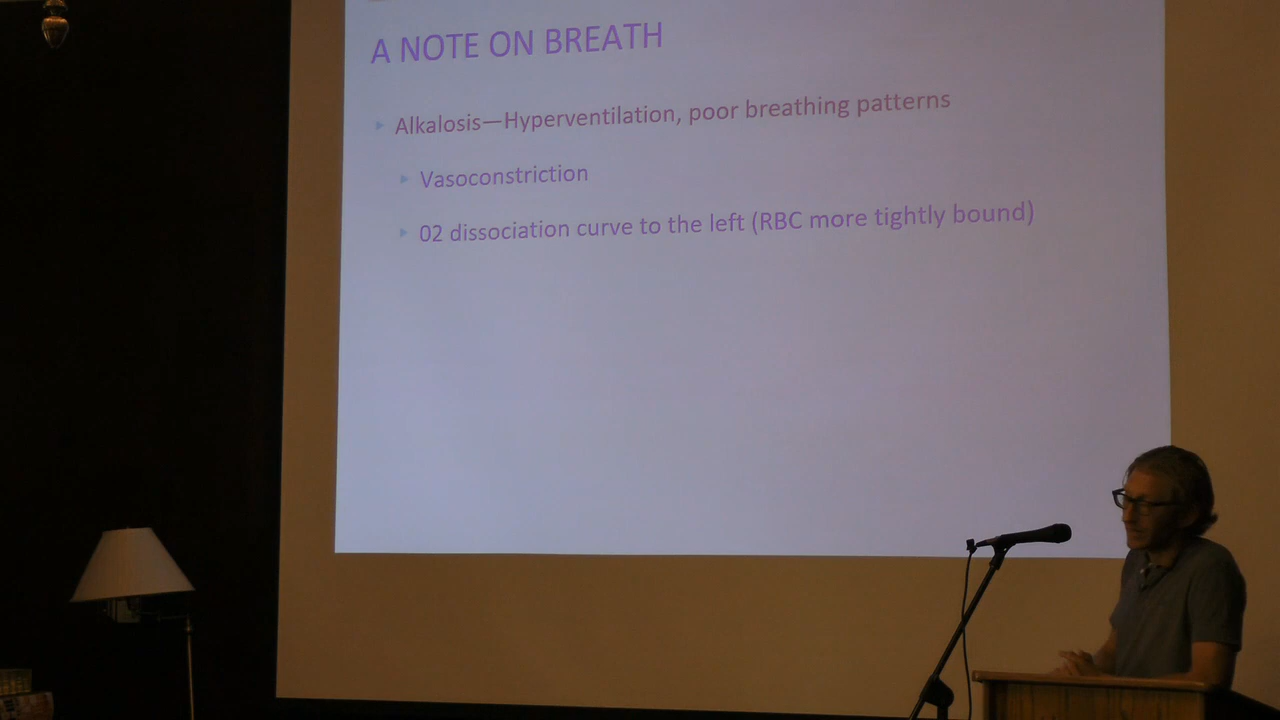 A NOTE ON BREATH
Alkalosis—Hyperventilation, poor breathing patterns
Vasoconstriction
02 dissociation curve to the left (RBC more tightly bound)